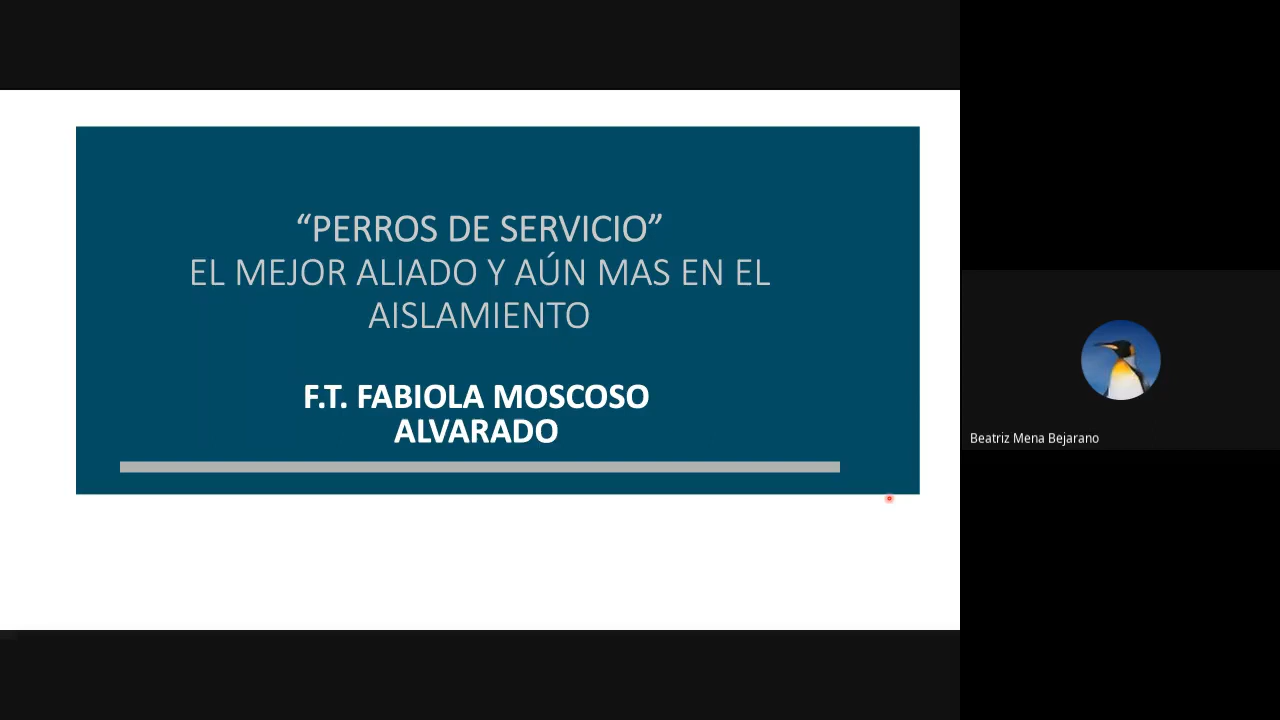 “PERROS DE SERVICIO”
EL MEJOR ALIADO Y AÚN MAS EN EL
AISLAMIENTO
F.T. FABIOLA MOSCOSO
ALVARADO
Beatriz Mena Bejarano